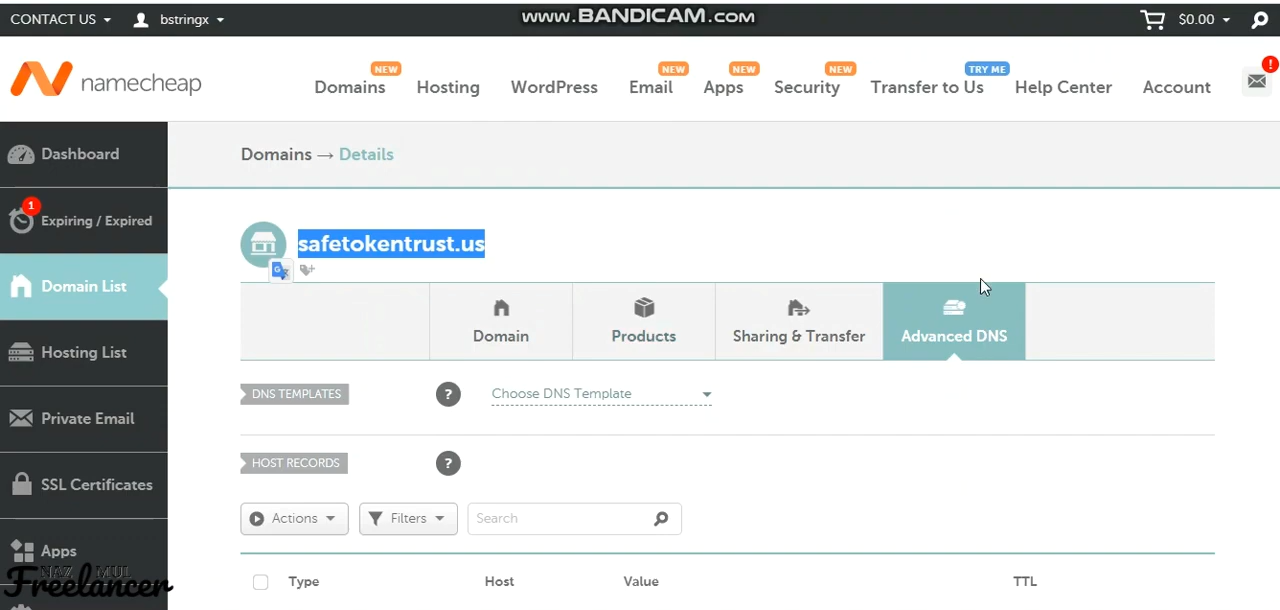 CONTACT US
bstringx
www.BANDICAM.com
$0.00
namecheap
Domains NEW
Hosting
WordPress
Email NEW
Apps NEW
Security NEW
Transfer to Us TRY ME
Help Center
Account
!
Dashboard
Domains → Details
1
Expiring / Expired
safetokentrust.us
G
Domain List
Domain
Products
Sharing & Transfer
Advanced DNS
Hosting List
DNS TEMPLATES
?
Choose DNS Template
Private Email
HOST RECORDS
?
SSL Certificates
Actions
Filters
Search
Apps
NAZ MUL
Freelancer
Type
Host
Value
TTL